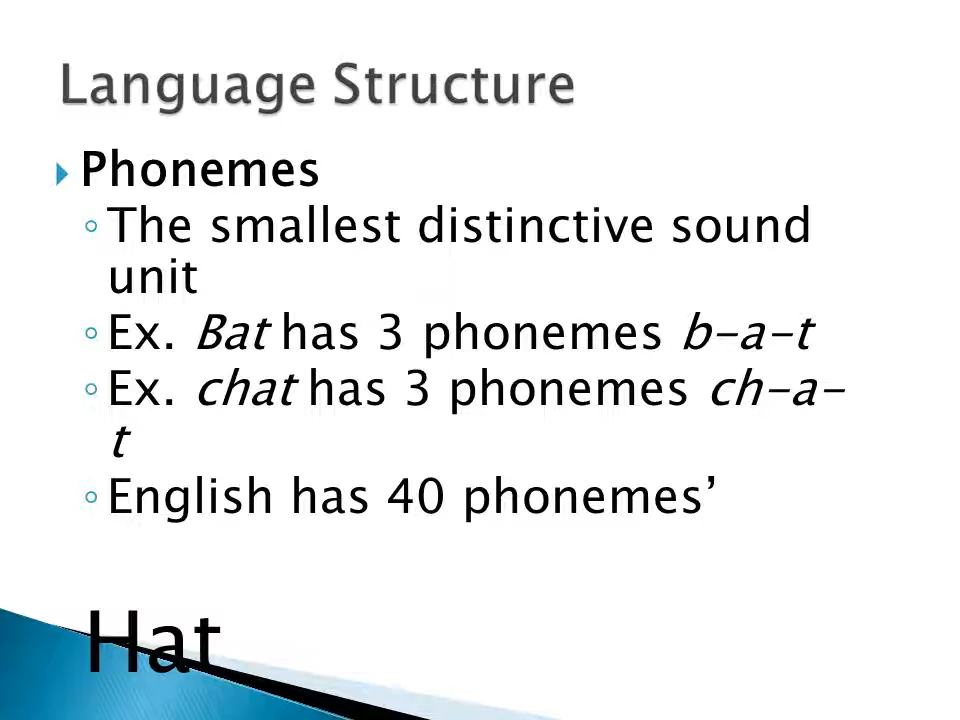 Language Structure
Phonemes
The smallest distinctive sound
unit
Ex. Bat has 3 phonemes b-a-t
Ex. chat has 3 phonemes ch-a-
t
English has 40 phonemes’
Hat